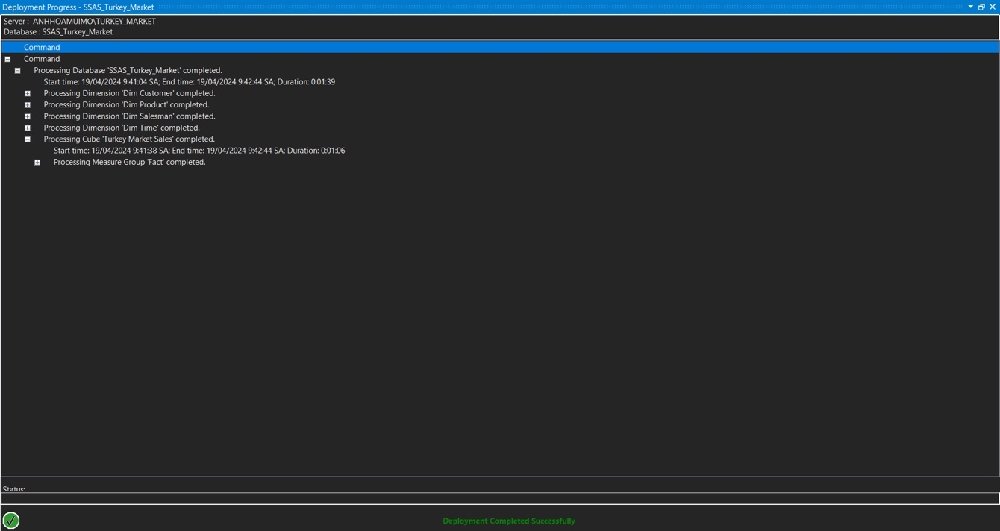 Deployment Progress - SSAS_Turkey_Market
Server : ANHHOAMUIMO\TURKEY_MARKET
Database : SSAS_Turkey_Market
Command
Command
Processing Database 'SSAS_Turkey_Market' completed.
Start time: 19/04/2024 9:41:04 SA; End time: 19/04/2024 9:42:44 SA; Duration: 0:01:39
Processing Dimension 'Dim Customer' completed.
Processing Dimension 'Dim Product' completed.
Processing Dimension 'Dim Salesman' completed.
Processing Dimension 'Dim Time' completed.
Processing Cube 'Turkey Market Sales' completed.
Start time: 19/04/2024 9:41:38 SA; End time: 19/04/2024 9:42:44 SA; Duration: 0:01:06
Processing Measure Group 'Fact' completed.
Status:
Deployment Completed Successfully